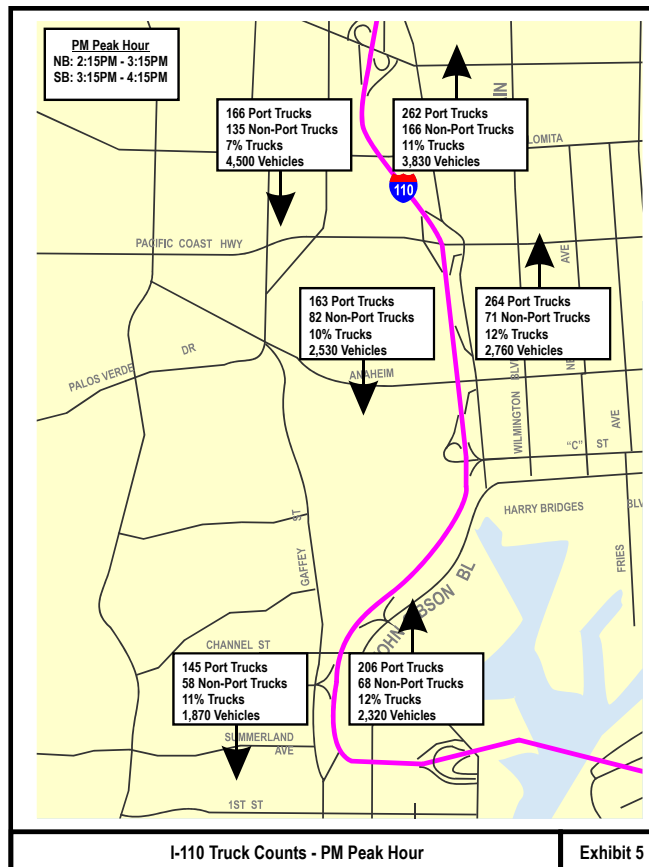 PM Peak Hour
NB: 2:15PM - 3:15PM
SB: 3:15PM - 4:15PM
166 Port Trucks
135 Non-Port Trucks
7% Trucks
4,500 Vehicles
262 Port Trucks
166 Non-Port Trucks
11% Trucks
3,830 Vehicles
IN
LOMITA
110
PACIFIC COAST HWY
AVE
163 Port Trucks
82 Non-Port Trucks
10% Trucks
2,530 Vehicles
264 Port Trucks
71 Non-Port Trucks
12% Trucks
2,760 Vehicles
PALOS VERDE DR
ANAHEIM
WILMINGTON BLV
NE
AVE
"C" ST
HARRY BRIDGES BLV
FRIES
GAFFEY ST
OHN
BSON BL
CHANNEL ST
145 Port Trucks
58 Non-Port Trucks
11% Trucks
1,870 Vehicles
206 Port Trucks
68 Non-Port Trucks
12% Trucks
2,320 Vehicles
SUMMERLAND
AVE
1ST ST
I-110 Truck Counts - PM Peak Hour
Exhibit 5